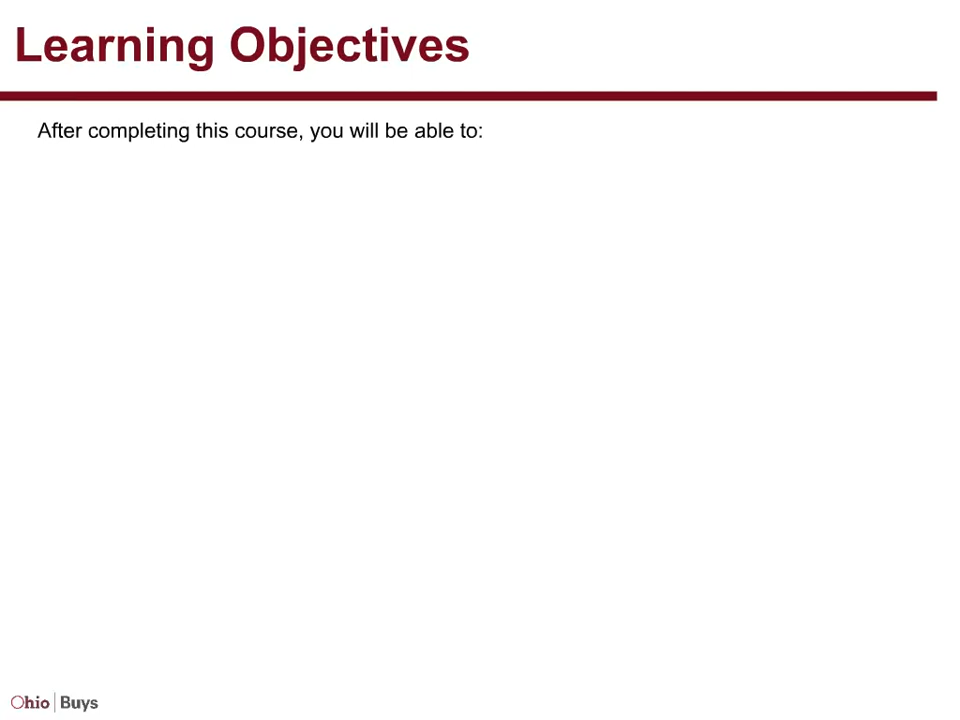 Learning Objectives
After completing this course, you will be able to:
Ohio Buys